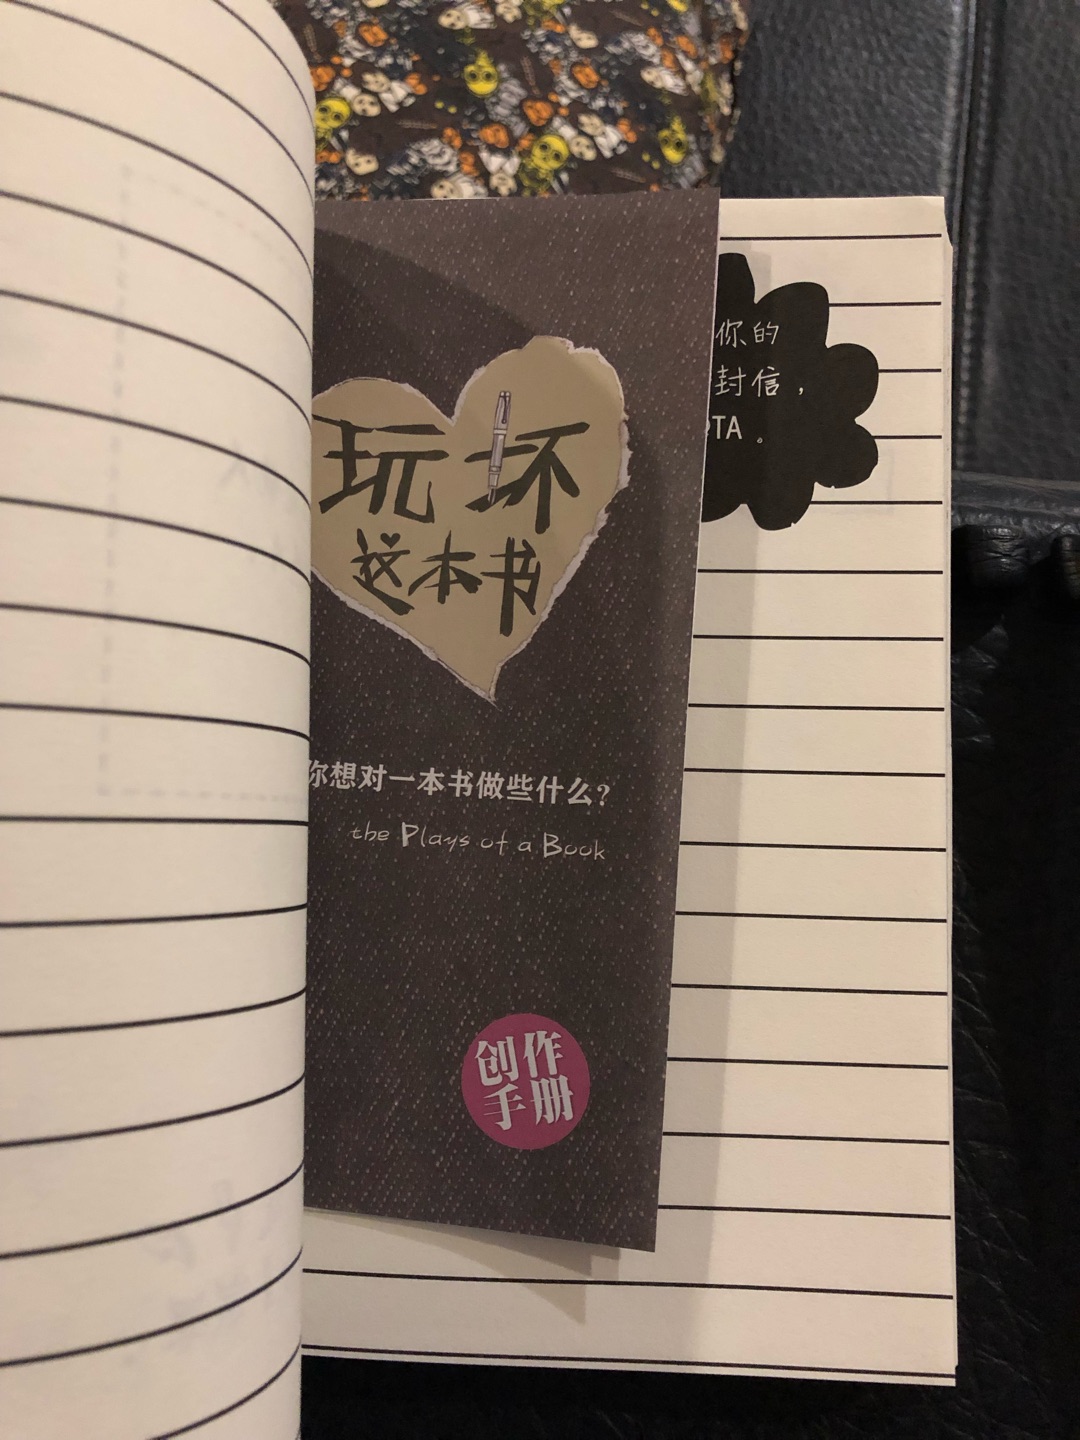 玩坏
这本书
你想对一本书做些什么?
the Plays of a Book
创作
手册
你的
封信，
TA。